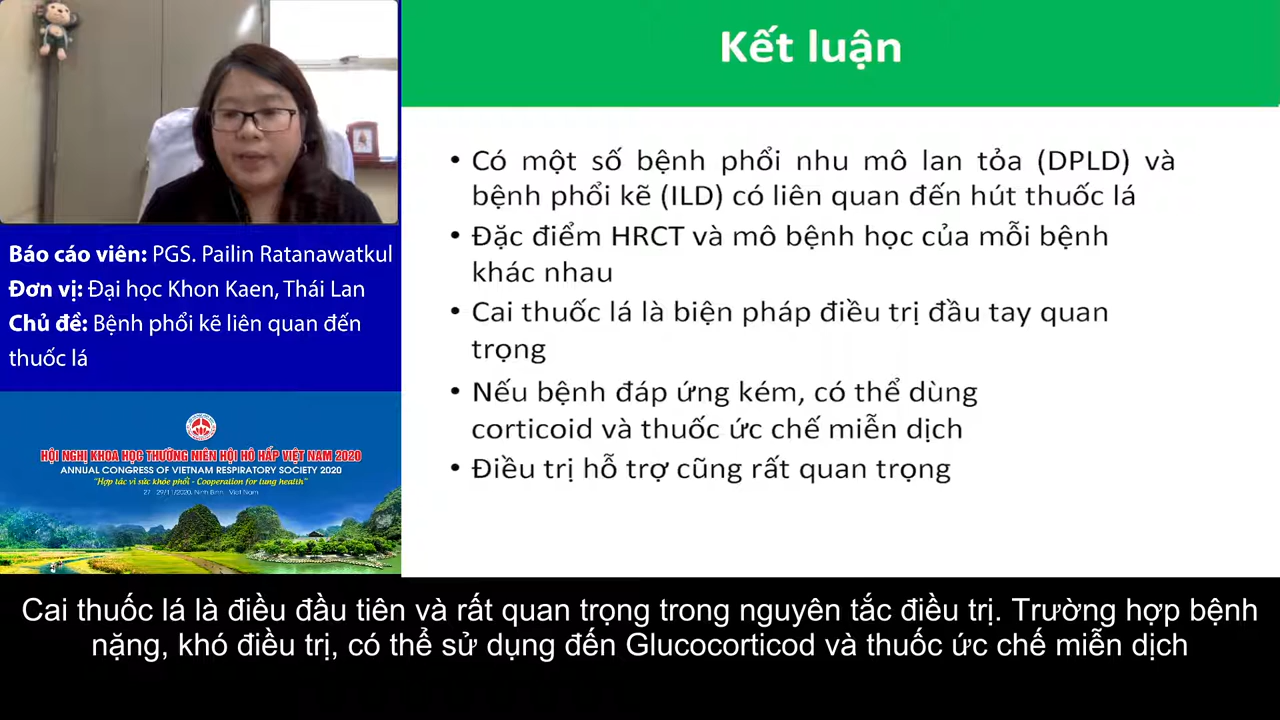 Báo cáo viên: PGS. Pailin Ratanawatkul
Đơn vị: Đại học Khon Kaen, Thái Lan
Chủ đề: Bệnh phổi kẽ liên quan đến
thuốc lá
HỘI NGHỊ KHOA HỌC THƯỜNG NIÊN HỘI HÔ HẤP VIỆT NAM 2020
ANNUAL CONGRESS OF VIETNAM RESPIRATORY SOCIETY 2020
"Hợp tác vì sức khỏe phổi - Cooperation for lung health"
27 - 29/11/2020, Ninh Bình - Việt Nam
Kết luận
• Có một số bệnh phổi nhu mô lan tỏa (DPLD) và
bệnh phổi kẽ (ILD) có liên quan đến hút thuốc lá
• Đặc điểm HRCT và mô bệnh học của mỗi bệnh
khác nhau
• Cai thuốc lá là biện pháp điều trị đầu tay quan
trọng
• Nếu bệnh đáp ứng kém, có thể dùng
corticoid và thuốc ức chế miễn dịch
• Điều trị hỗ trợ cũng rất quan trọng
Cai thuốc lá là điều đầu tiên và rất quan trọng trong nguyên tắc điều trị. Trường hợp bệnh
nặng, khó điều trị, có thể sử dụng đến Glucocorticod và thuốc ức chế miễn dịch